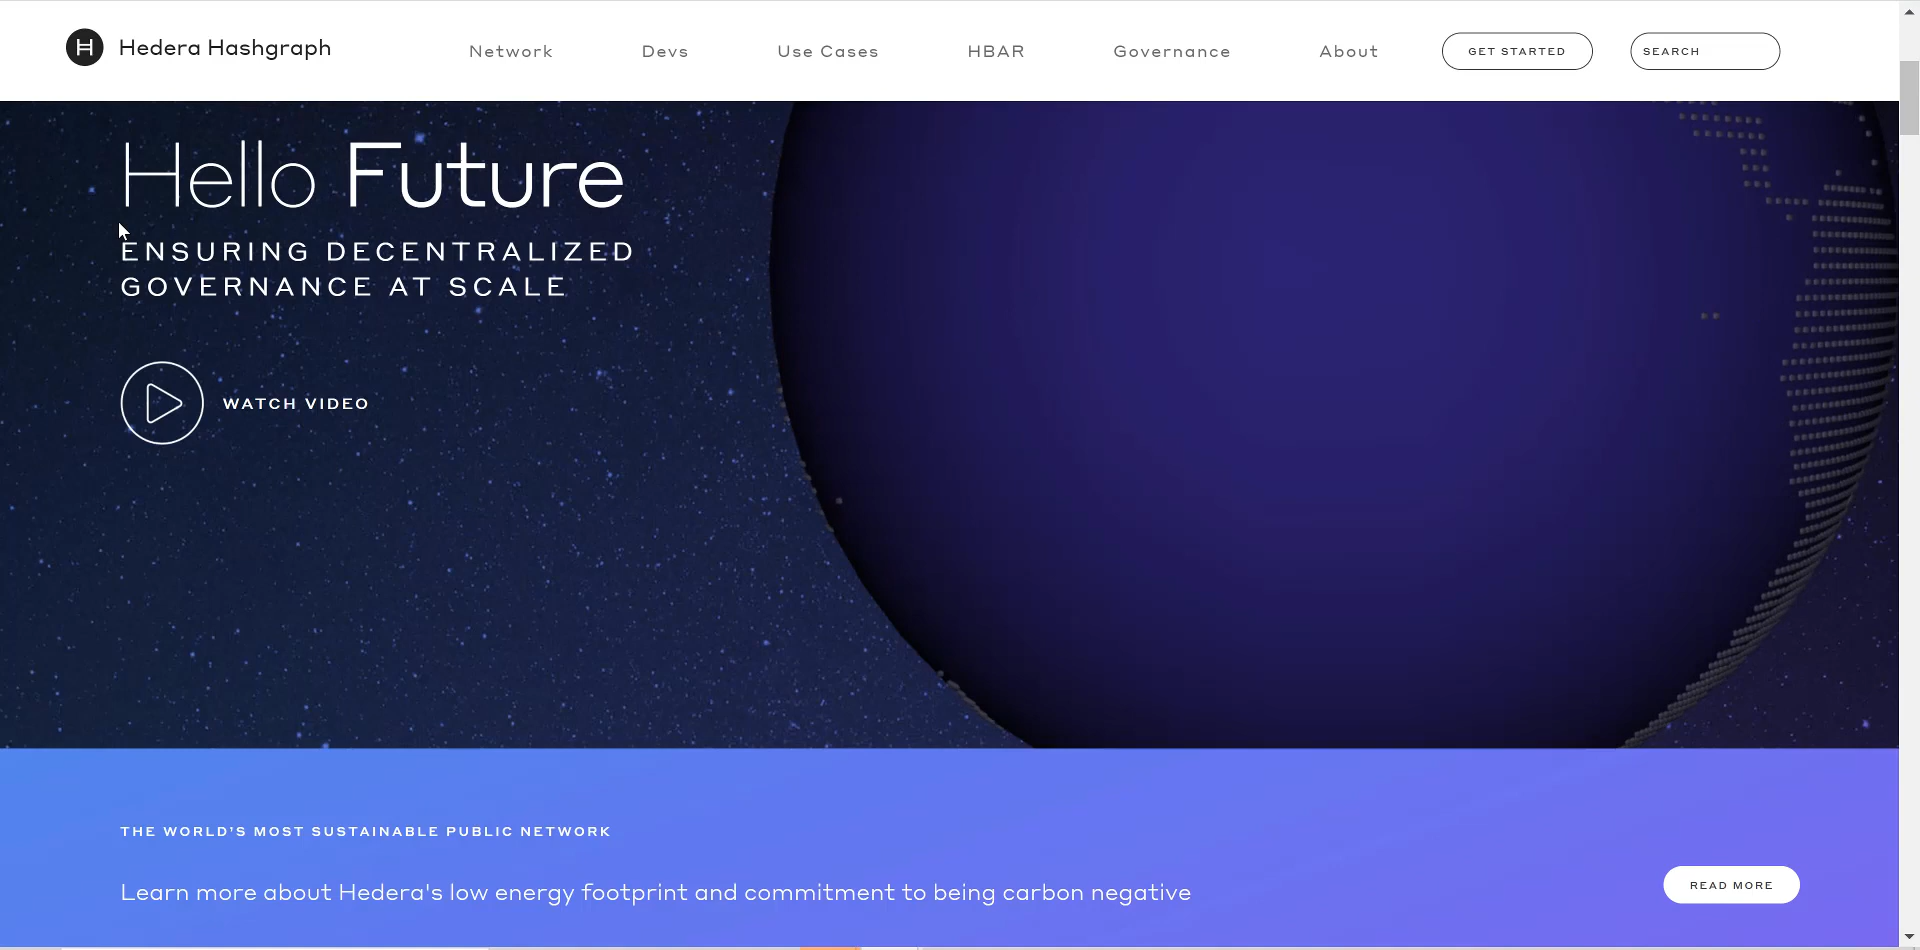 Hedera Hashgraph
Network
Devs
Use Cases
HBAR
Governance
About
GET STARTED
SEARCH
Hello Future
ENSURING DECENTRALIZED
GOVERNANCE AT SCALE
WATCH VIDEO
THE WORLD'S MOST SUSTAINABLE PUBLIC NETWORK
Learn more about Hedera's low energy footprint and commitment to being carbon negative
READ MORE